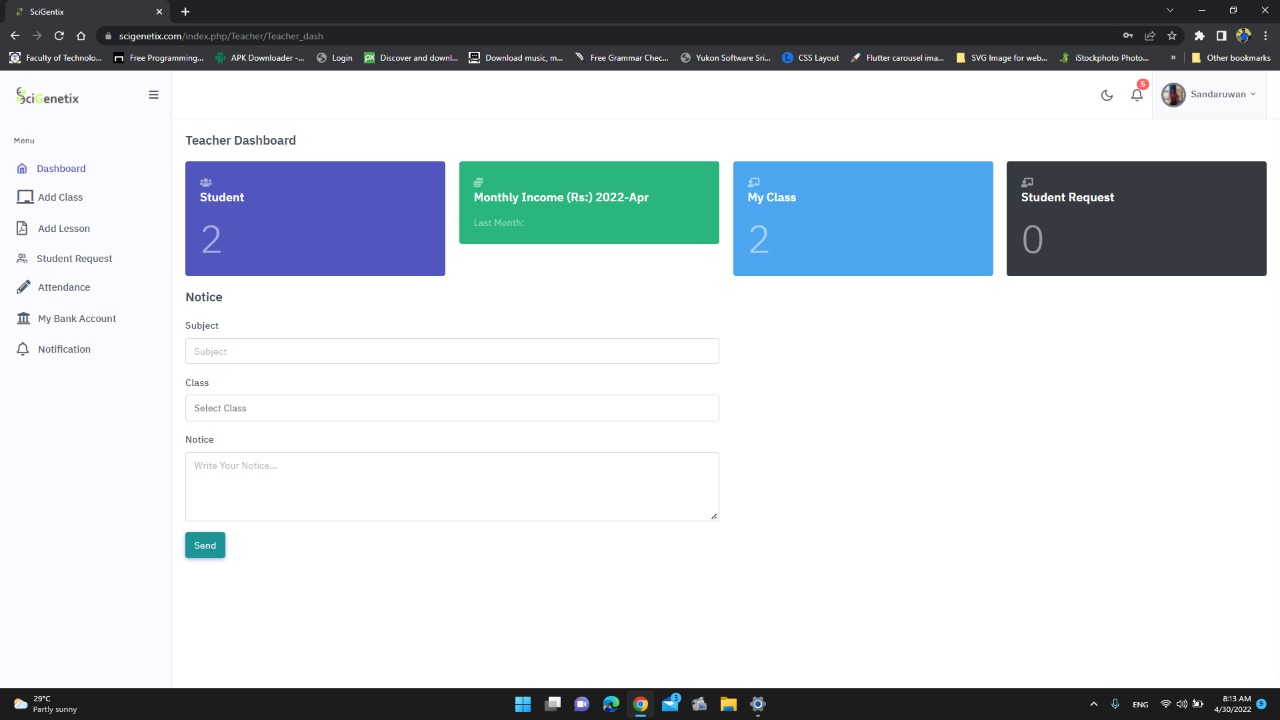 SciGenetix
scigenetix.com/index.php/Teacher/Teacher_dash
Faculty of Technolo... Free Programming... APK Downloader -... Login Discover and down... Download music, m... Free Grammar Chec... Yukon Software Sri... CSS Layout Flutter carousel ima... SVG Image for web... iStockphoto Photo... » Other bookmarks
SciGenetix
5
Sandaruwan
Menu
Dashboard
Add Class
Add Lesson
Student Request
Attendance
My Bank Account
Notification
Teacher Dashboard
Student
2
Monthly Income (Rs:) 2022-Apr
Last Month:
My Class
2
Student Request
0
Notice
Subject
Subject
Class
Select Class
Notice
Write Your Notice...
Send
29°C
Partly sunny
3
ENG
8:13 AM
4/30/2022